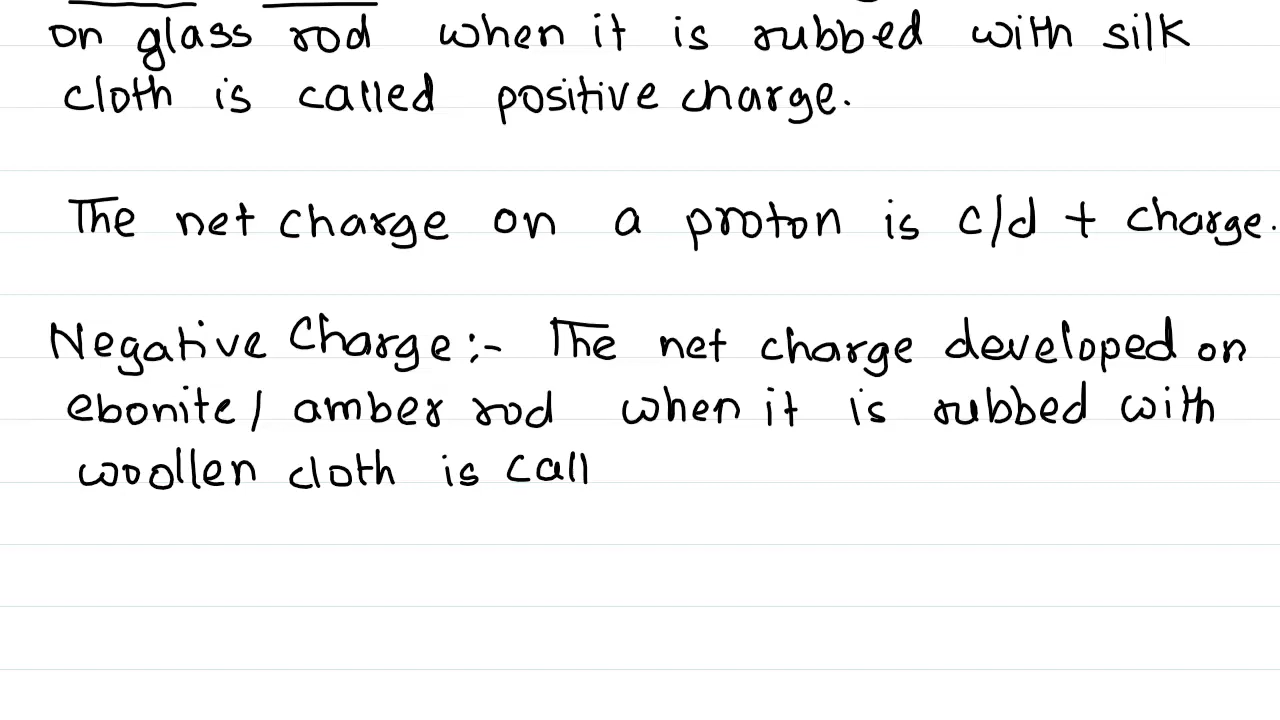 on glass rod when it is rubbed with silk
cloth is called positive charge.
The net charge on a proton is c/d + charge.
Negative Charge:- The net charge developed on
ebonite/ amber rod when it is rubbed with
woollen cloth is call